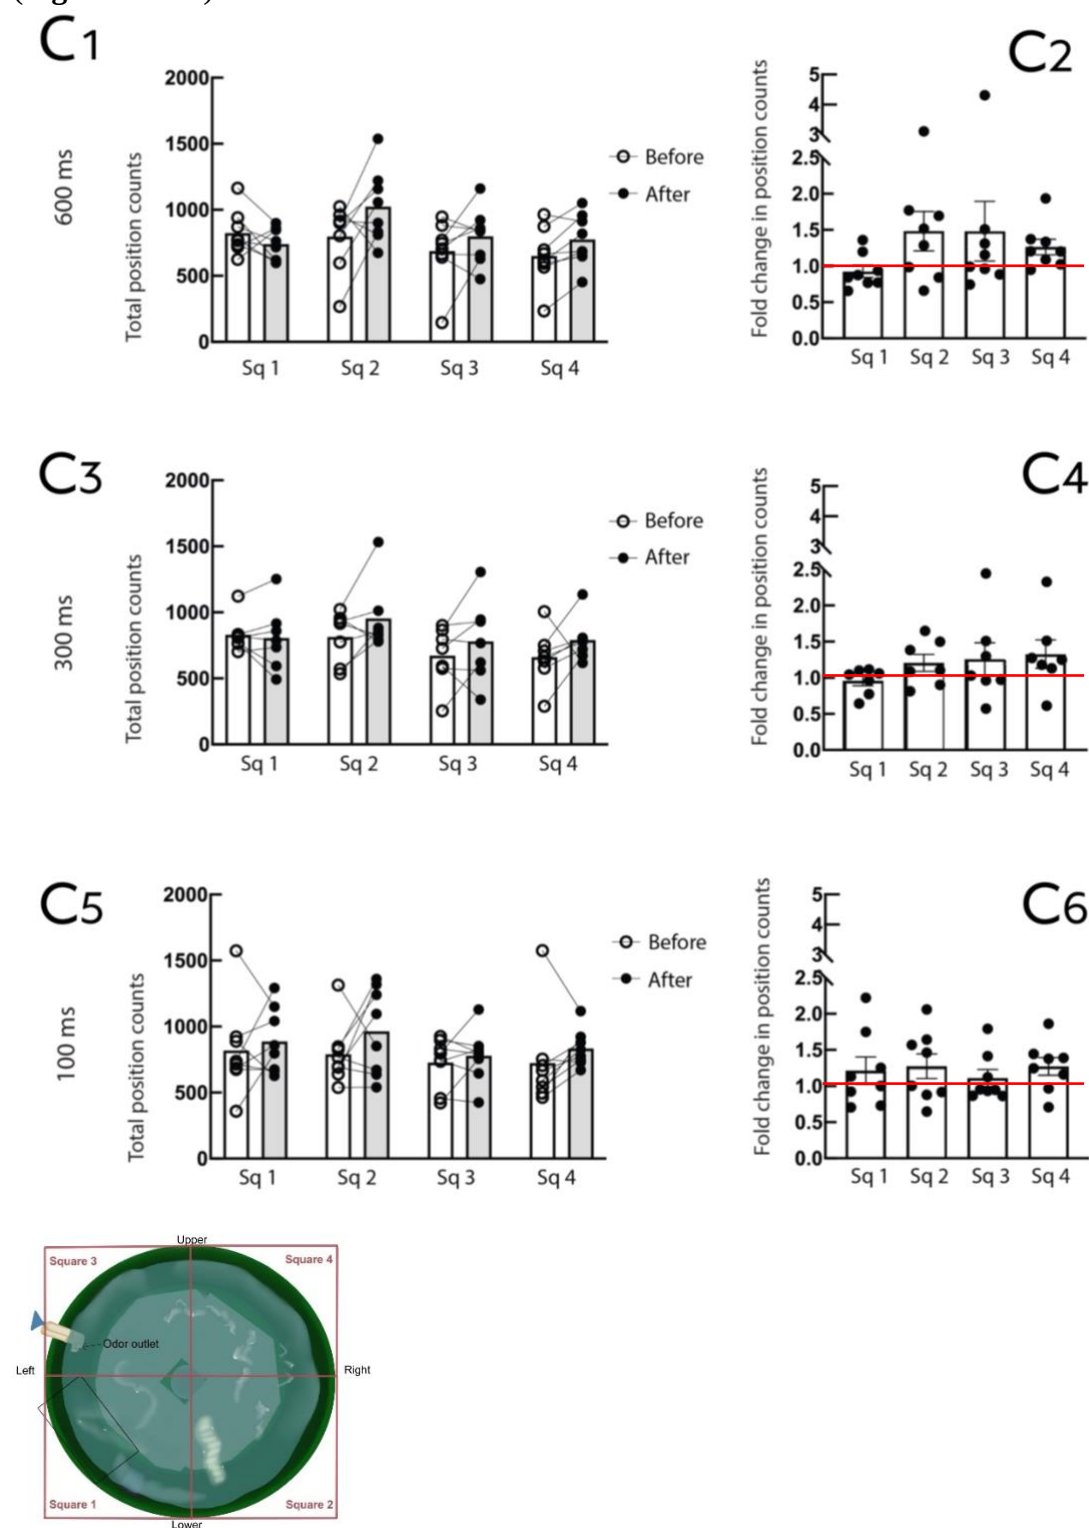 C1
600 ms
Total position counts
2000
1500
1000
500
0
Sq 1 Sq 2 Sq 3 Sq 4
Before
After
C2
Fold change in position counts
5
4
3
2.5
2.0
1.5
1.0
0.5
0.0
Sq 1 Sq 2 Sq 3 Sq 4
C3
300 ms
Total position counts
2000
1500
1000
500
0
Sq 1 Sq 2 Sq 3 Sq 4
Before
After
C4
Fold change in position counts
5
4
3
2.5
2.0
1.5
1.0
0.5
0.0
Sq 1 Sq 2 Sq 3 Sq 4
C5
100 ms
Total position counts
2000
1500
1000
500
0
Sq 1 Sq 2 Sq 3 Sq 4
Before
After
C6
Fold change in position counts
5
4
3
2.5
2.0
1.5
1.0
0.5
0.0
Sq 1 Sq 2 Sq 3 Sq 4
Upper
Square 3 Square 4
Odor outlet
Left Right
Square 1 Square 2
Lower